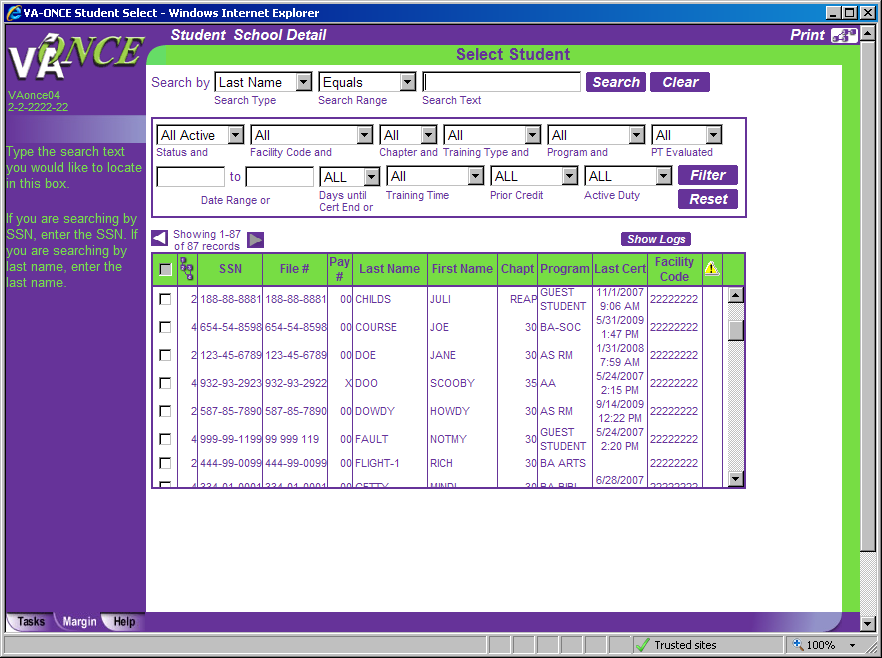 VA-ONCE Student Select - Windows Internet Explorer
VA ONCE
VAonce04
2-2-2222-22
Student School Detail
Print
Select Student
Search by Last Name Equals Search Clear
Search Type Search Range Search Text
Type the search text
you would like to locate
in this box.
If you are searching by
SSN, enter the SSN. If
you are searching by
last name, enter the
last name.
All Active All All All All All
Status and Facility Code and Chapter and Training Type and Program and PT Evaluated
to ALL All ALL ALL Filter
Date Range or Days until Training Time Prior Credit Active Duty Reset
Cert End or
Showing 1-87
of 87 records
Show Logs
SSN File # Pay # Last Name First Name Chapt Program Last Cert Facility Code
2 188-88-8881 188-88-8881 00 CHILDS JULI REAP GUEST STUDENT 11/1/2007 9:06 AM 22222222
4 654-54-8598 654-54-8598 00 COURSE JOE 30 BA-SOC 5/31/2009 1:47 PM 22222222
2 123-45-6789 123-45-6789 00 DOE JANE 30 AS RM 1/31/2008 7:59 AM 22222222
4 932-93-2923 932-93-2922 X DOO SCOOBY 35 AA 5/24/2007 2:15 PM 22222222
2 587-85-7890 587-85-7890 00 DOWDY HOWDY 30 AS RM 9/14/2009 12:22 PM 22222222
4 999-99-1199 99 999 119 00 FAULT NOTMY 30 GUEST STUDENT 5/24/2007 2:20 PM 22222222
2 444-99-0099 444-99-0099 00 FLIGHT-1 RICH 30 BA ARTS 22222222
6/28/2007
Tasks Margin Help
Trusted sites
100%